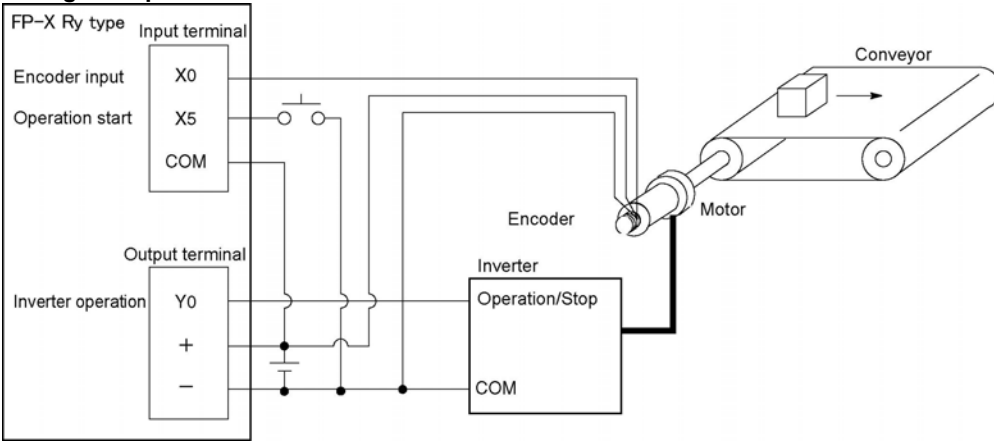 FP-X Ry type
Input terminal
Encoder input
X0
Operation start
X5
COM
Output terminal
Inverter operation
Y0
+
−
Conveyor
Encoder
Motor
Inverter
Operation/Stop
COM